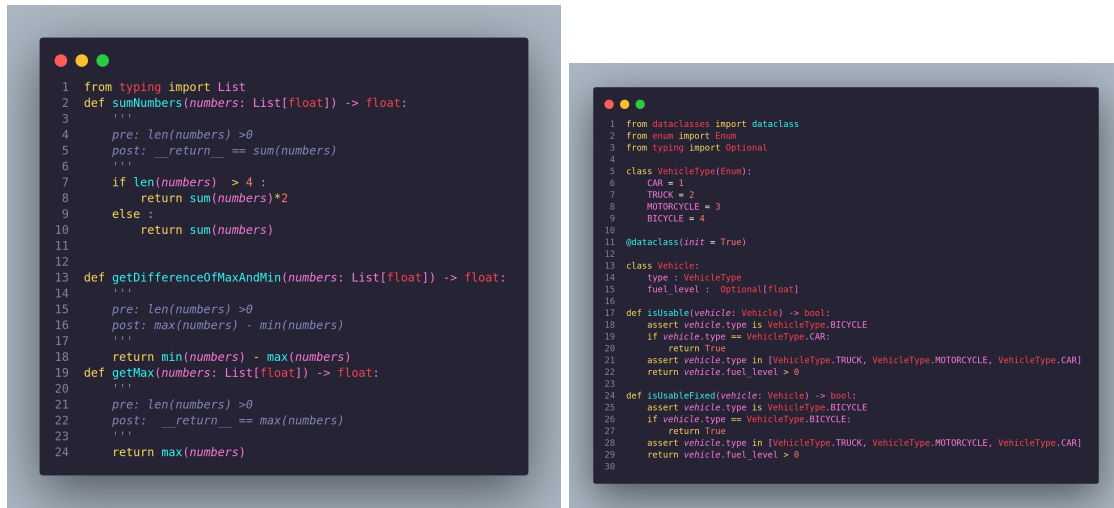 1 from typing import List
2 def sumNumbers(numbers: List[float]) -> float:
3     '''
4     pre: len(numbers) >0
5     post: __return__ == sum(numbers)
6     '''
7     if len(numbers)  > 4 :
8         return sum(numbers)*2
9     else :
10         return sum(numbers)
11
12
13 def getDifferenceOfMaxAndMin(numbers: List[float]) -> float:
14     '''
15     pre: len(numbers) >0
16     post: max(numbers) - min(numbers)
17     '''
18     return min(numbers) - max(numbers)
19 def getMax(numbers: List[float]) -> float:
20     '''
21     pre: len(numbers) >0
22     post:  __return__ == max(numbers)
23     '''
24     return max(numbers)
1 from dataclasses import dataclass
2 from enum import Enum
3 from typing import Optional
4
5 class VehicleType(Enum):
6     CAR = 1
7     TRUCK = 2
8     MOTORCYCLE = 3
9     BICYCLE = 4
10
11 @dataclass(init = True)
12
13 class Vehicle:
14     type : VehicleType
15     fuel_level :  Optional[float]
16
17 def isUsable(vehicle: Vehicle) -> bool:
18     assert vehicle.type is VehicleType.BICYCLE
19     if vehicle.type == VehicleType.CAR:
20         return True
21     assert vehicle.type in [VehicleType.TRUCK, VehicleType.MOTORCYCLE, VehicleType.CAR]
22     return vehicle.fuel_level > 0
23
24 def isUsableFixed(vehicle: Vehicle) -> bool:
25     assert vehicle.type is VehicleType.BICYCLE
26     if vehicle.type == VehicleType.BICYCLE:
27         return True
28     assert vehicle.type in [VehicleType.TRUCK, VehicleType.MOTORCYCLE, VehicleType.CAR]
29     return vehicle.fuel_level > 0
30